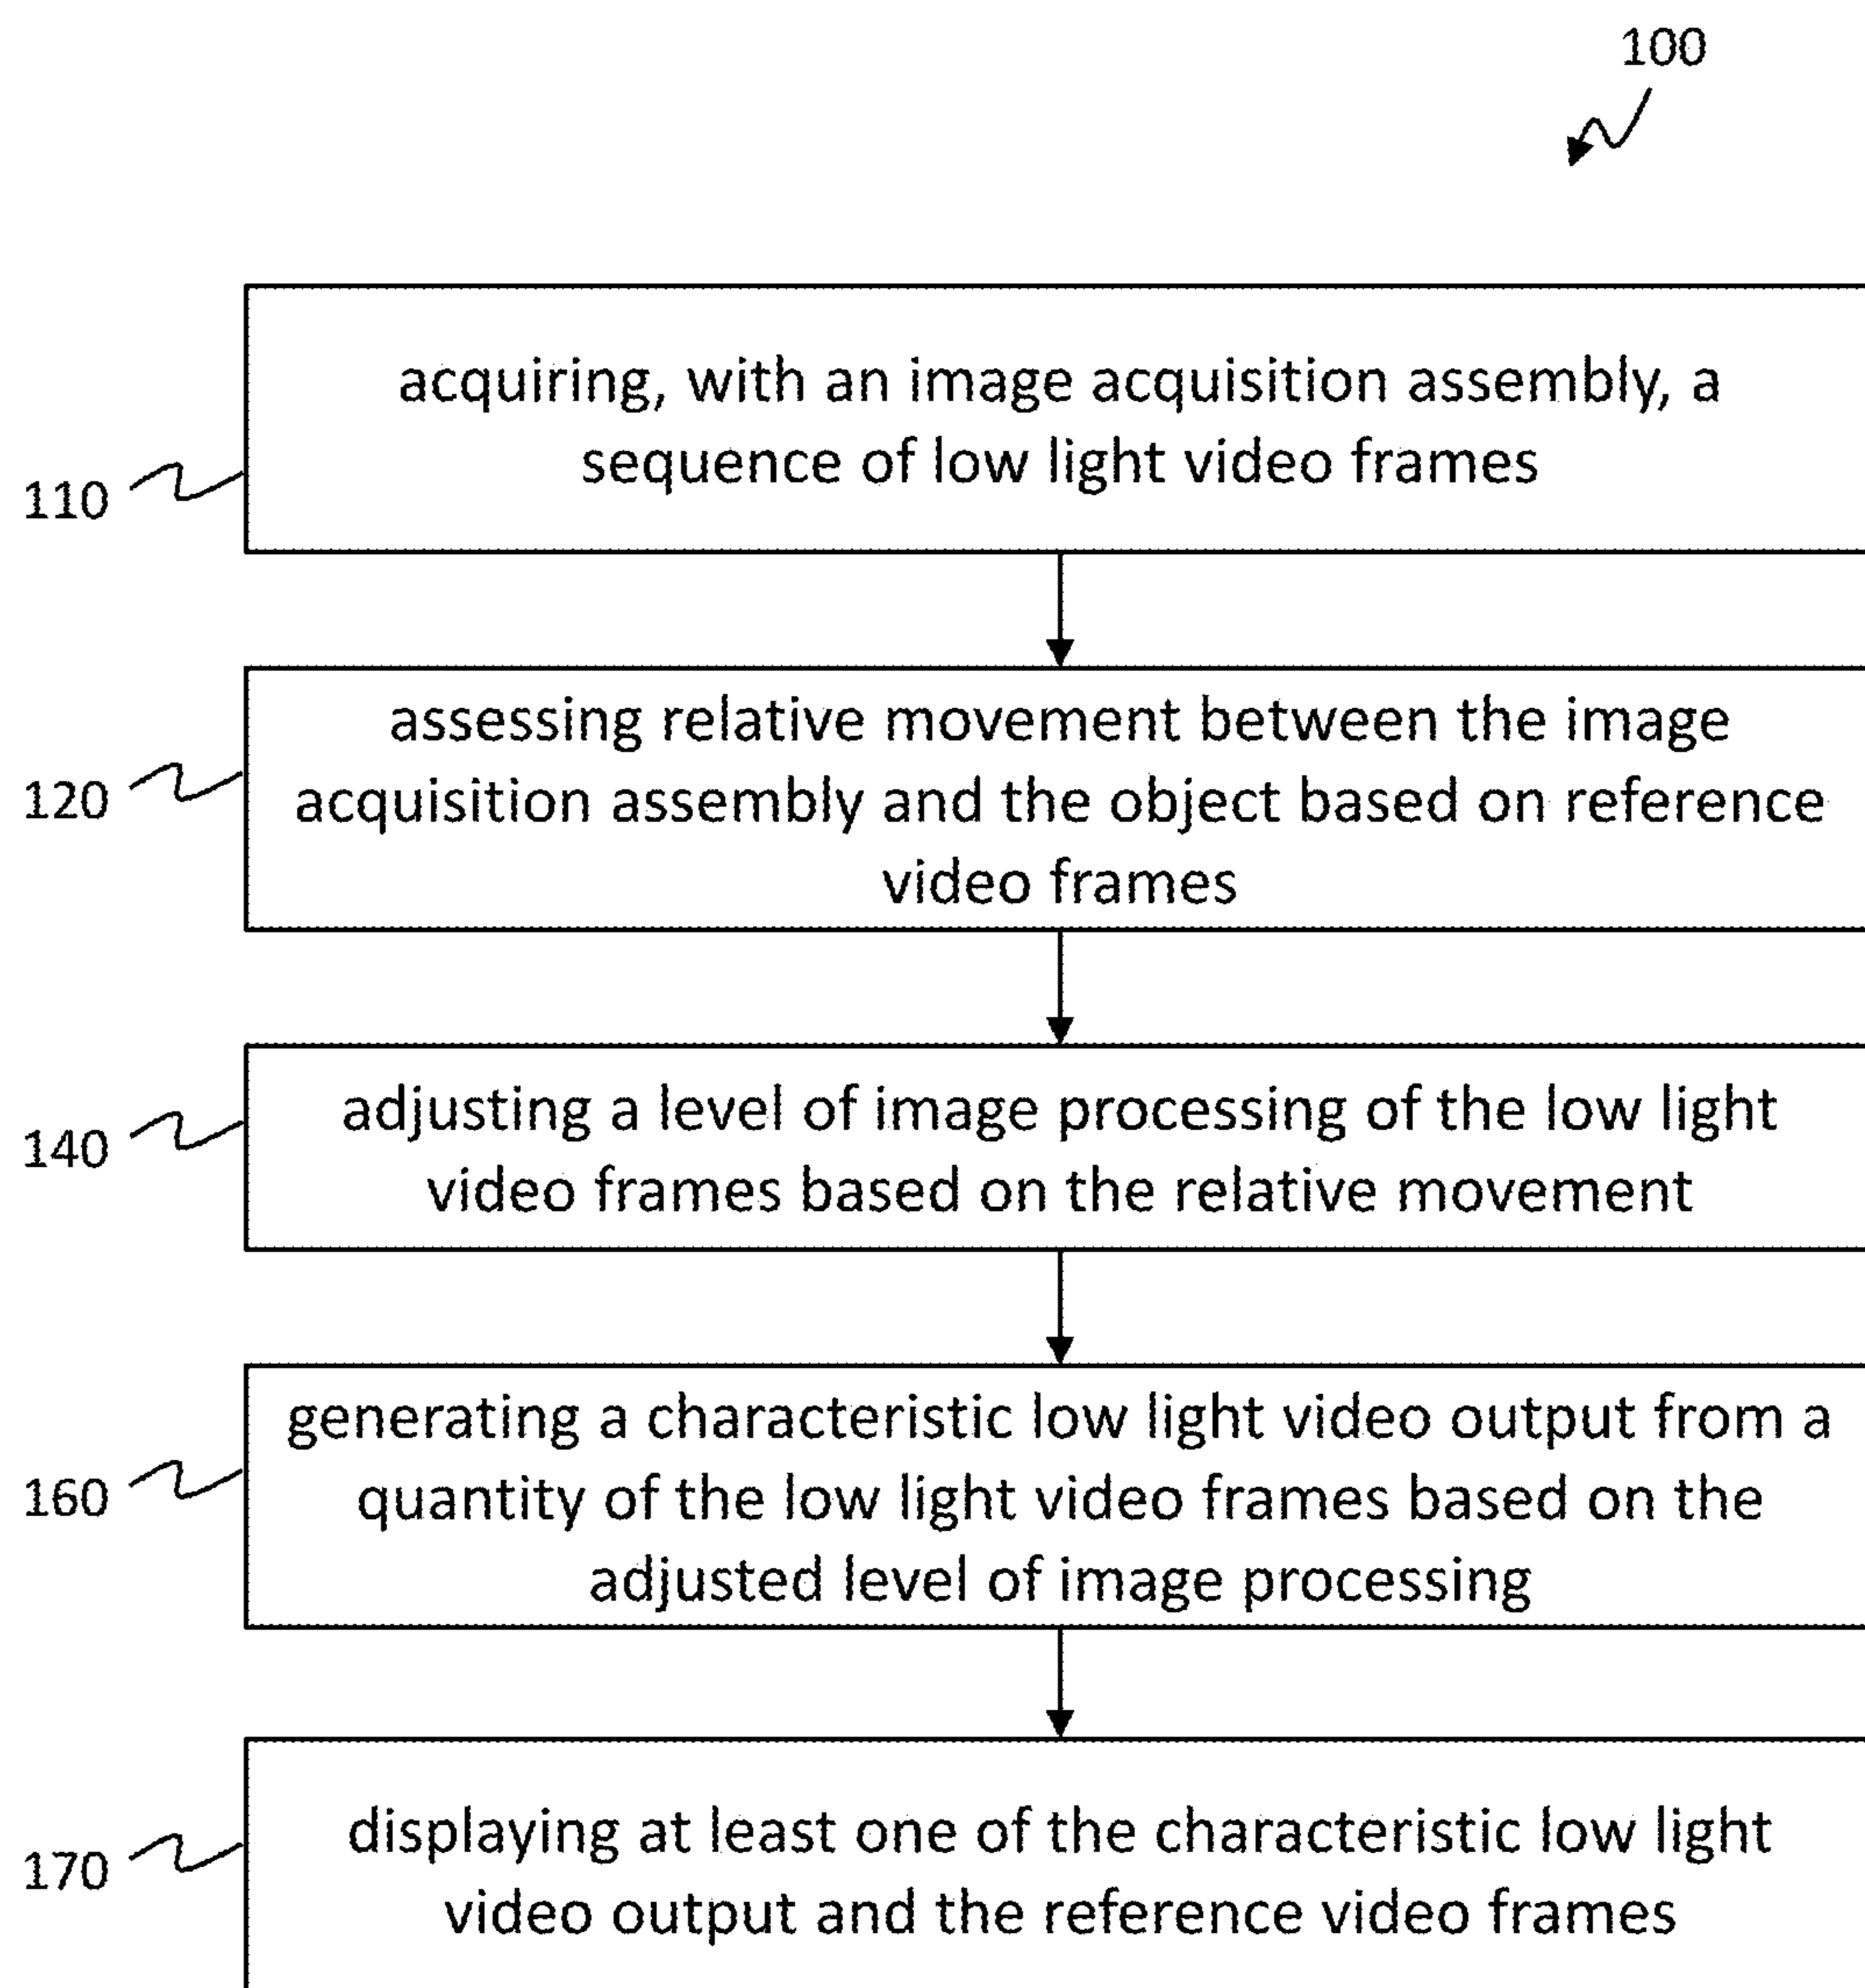 100
acquiring, with an image acquisition assembly, a
sequence of low light video frames
110
assessing relative movement between the image
acquisition assembly and the object based on reference
video frames
120
adjusting a level of image processing of the low light
video frames based on the relative movement
140
generating a characteristic low light video output from a
quantity of the low light video frames based on the
adjusted level of image processing
160
displaying at least one of the characteristic low light
video output and the reference video frames
170